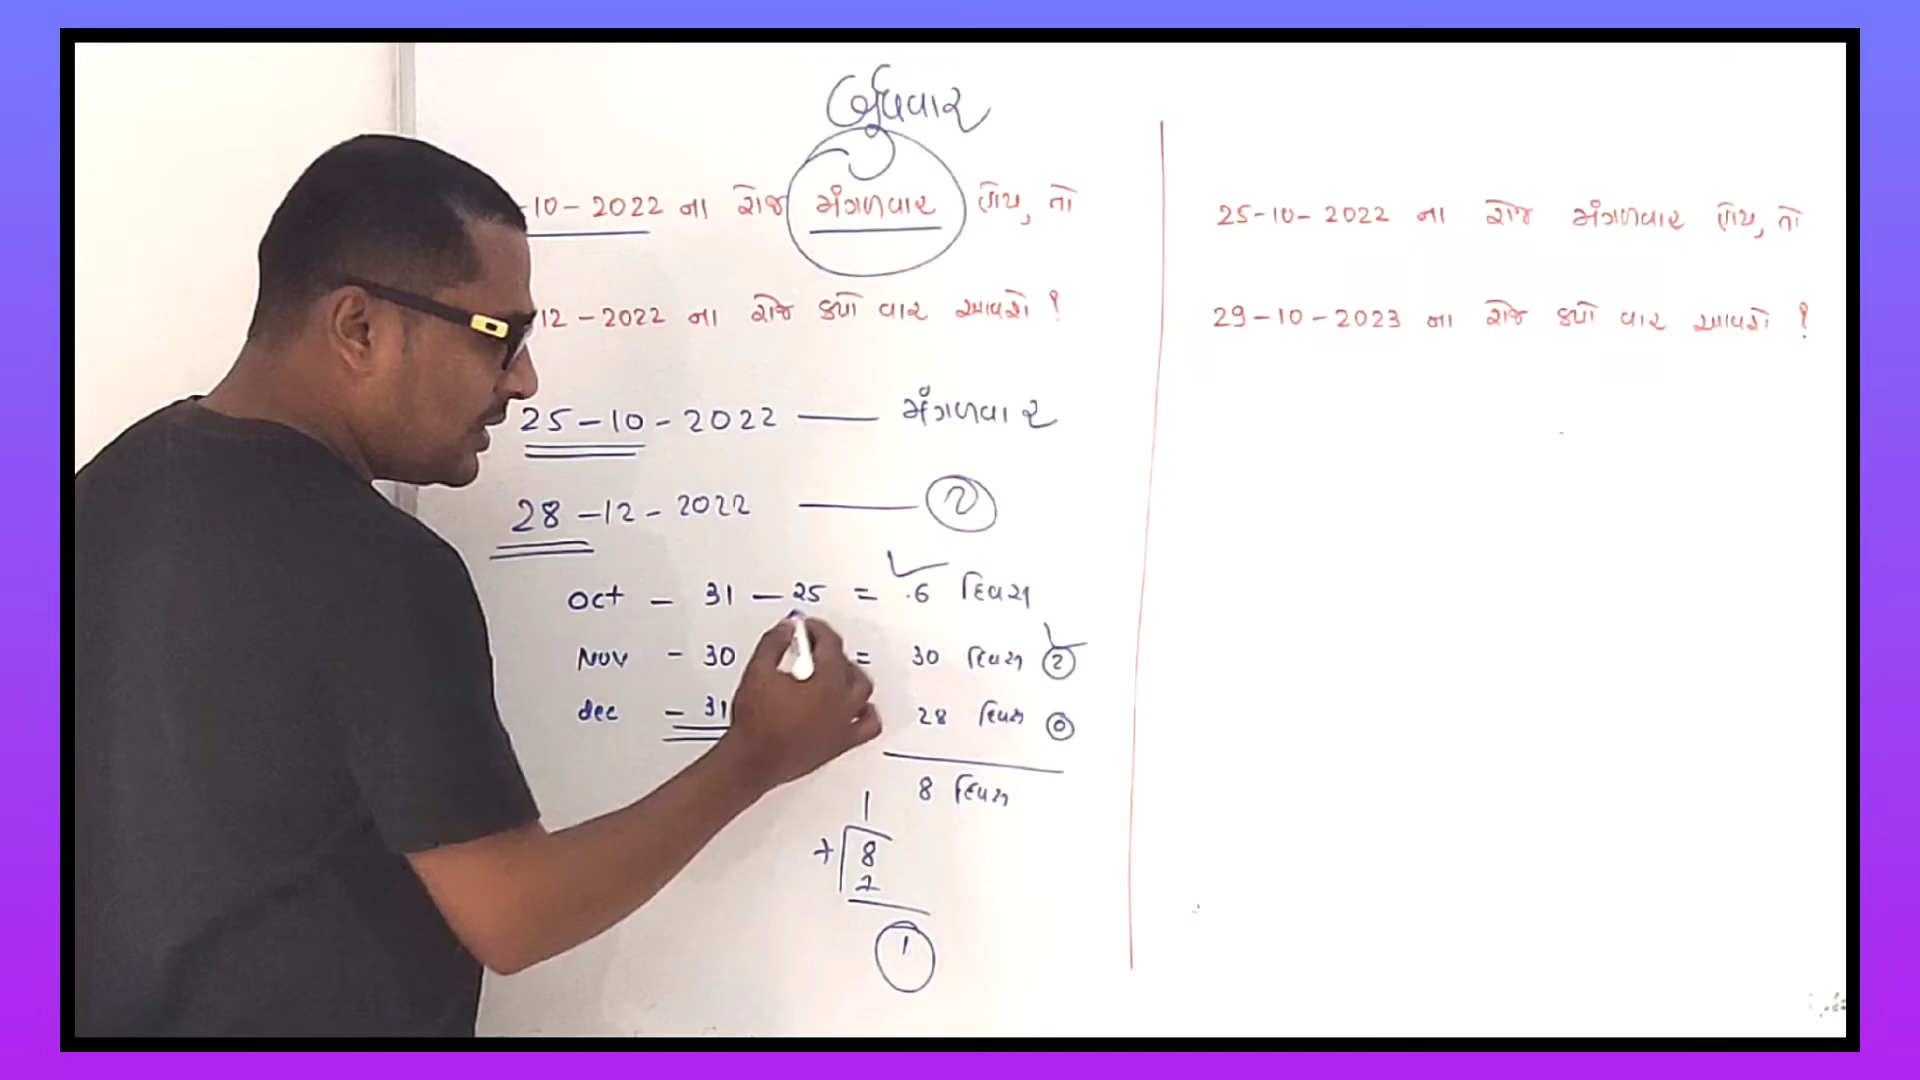 બુધવાર
-10-2022 ના રોજ મંગળવાર હોય, તો
12-2022 ના રોજ કયો વાર આવશે ?
25-10-2022 — મંગળવાર
28-12-2022 — ?
oct - 31 - 25 = 6 દિવસ
Nov - 30 = 30 દિવસ 2
dec - 31 28 દિવસ 0
8 દિવસ
1
+ 8
7
1
25-10-2022 ના રોજ મંગળવાર હોય, તો
29-10-2023 ના રોજ કયો વાર આવશે ?